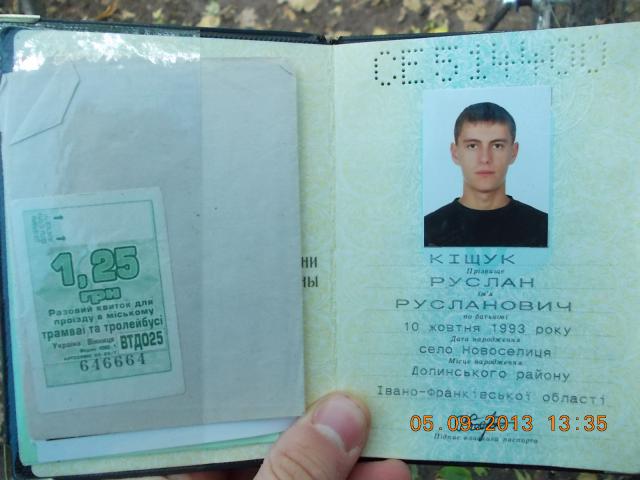 1,25
грн
Разовий квиток для
проїзду в міському
трамваї та тролейбусі
Україна Вінниця
ВТД025
646664
НИ
НЫ
КІЩУК
Прізвище
РУСЛАН
Ім'я
РУСЛАНОВИЧ
по батькові
10 жовтня 1993 року
Дата народження
село Новоселиця
Місце народження
Долинського району
Івано-Франківської області
05.09.2013 13:35
Підпис власника паспорта